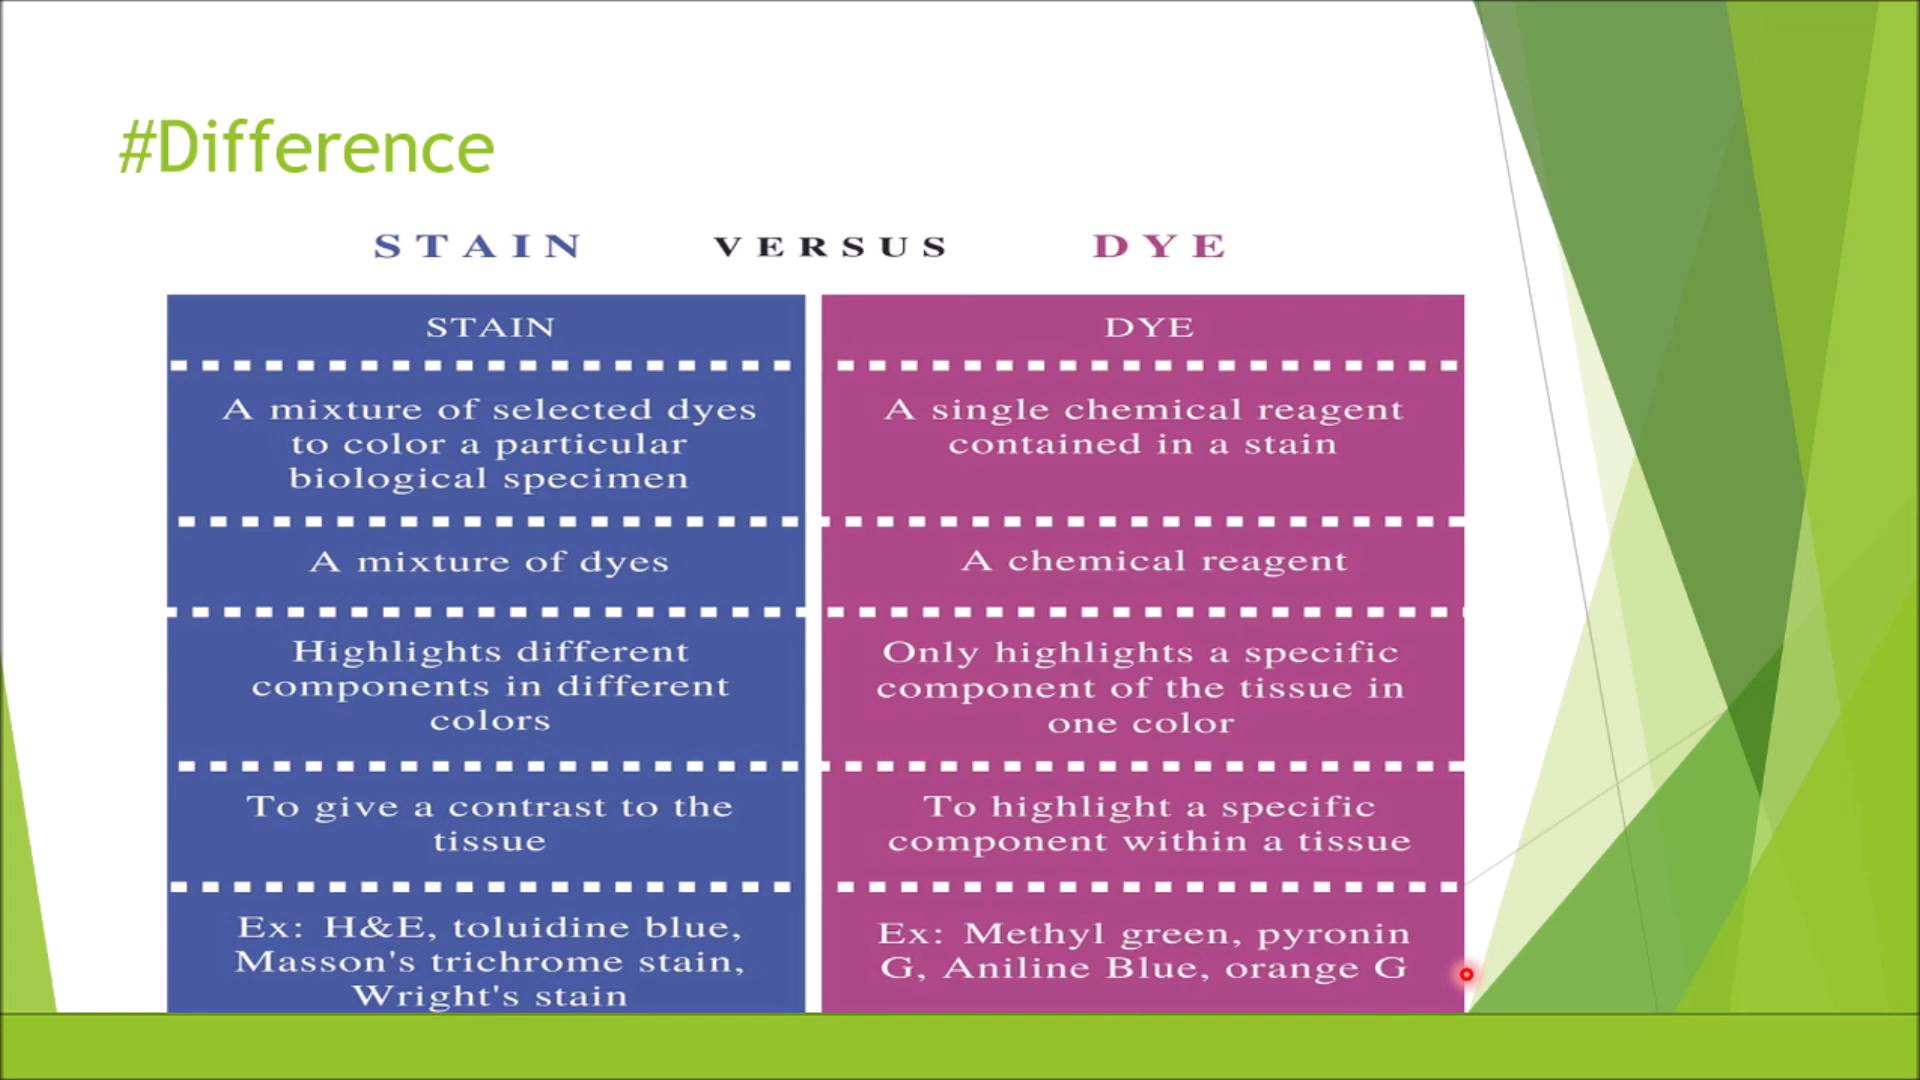 #Difference
STAIN VERSUS DYE
STAIN
A mixture of selected dyes
to color a particular
biological specimen
A mixture of dyes
Highlights different
components in different
colors
To give a contrast to the
tissue
Ex: H&E, toluidine blue,
Masson's trichrome stain,
Wright's stain
DYE
A single chemical reagent
contained in a stain
A chemical reagent
Only highlights a specific
component of the tissue in
one color
To highlight a specific
component within a tissue
Ex: Methyl green, pyronin
G, Aniline Blue, orange G